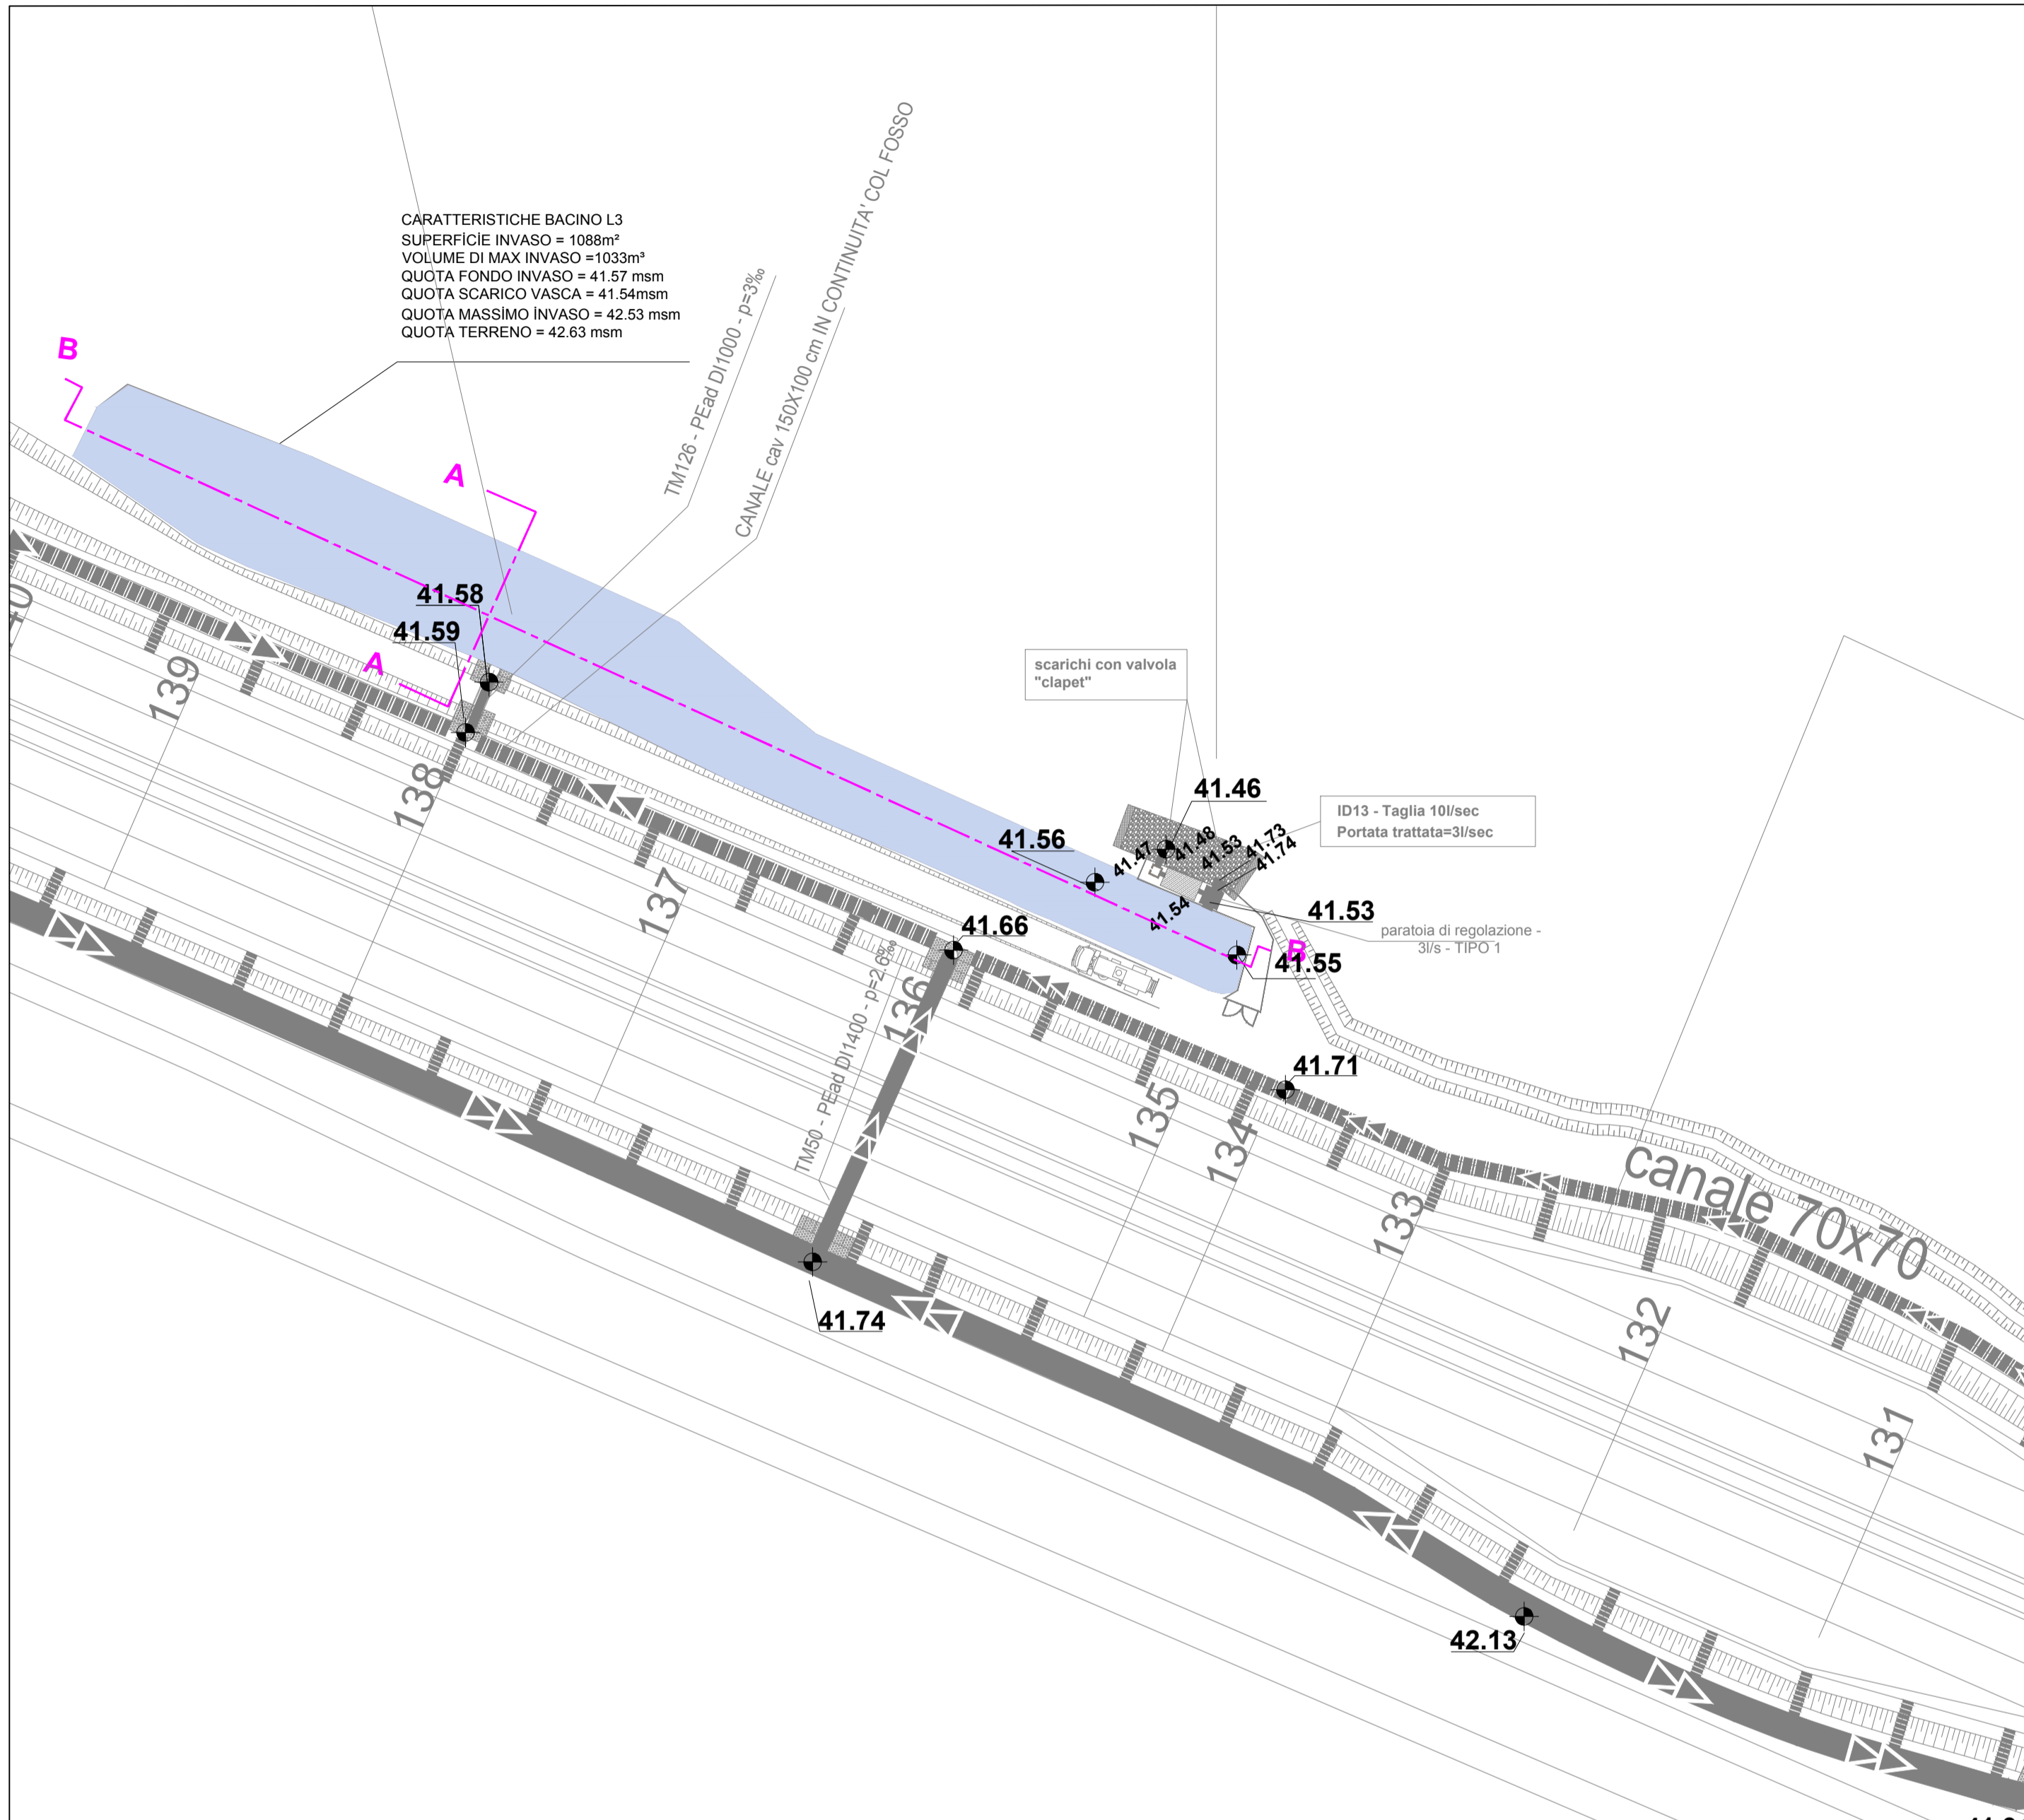 CARATTERISTICHE BACINO L3
SUPERFİCİE INVASO = 1088m²
VOLUME DI MAX INVASO =1033m³
QUOTA FONDO INVASO = 41.57 msm
QUOTA SCARICO VASCA = 41.54msm
QUOTA MASSİMO İNVASO = 42.53 msm
QUOTA TERRENO = 42.63 msm
TM126 - PEad DI1000 - p=3‰
CANALE cav 150X100 cm IN CONTINUITA' COL FOSSO
B
A
41.58
41.59
A
139
138
137
136
scarichi con valvola
"clapet"
41.46
41.56
41.47
41.48
41.53
41.73
41.74
41.54
ID13 - Taglia 10l/sec
Portata trattata=3l/sec
41.53
paratoia di regolazione -
3l/s - TIPO 1
B
41.55
41.66
TM50 - PEad DI1400 - p=2.6‰
41.71
135
134
133
canale 70x70
132
131
41.74
42.13